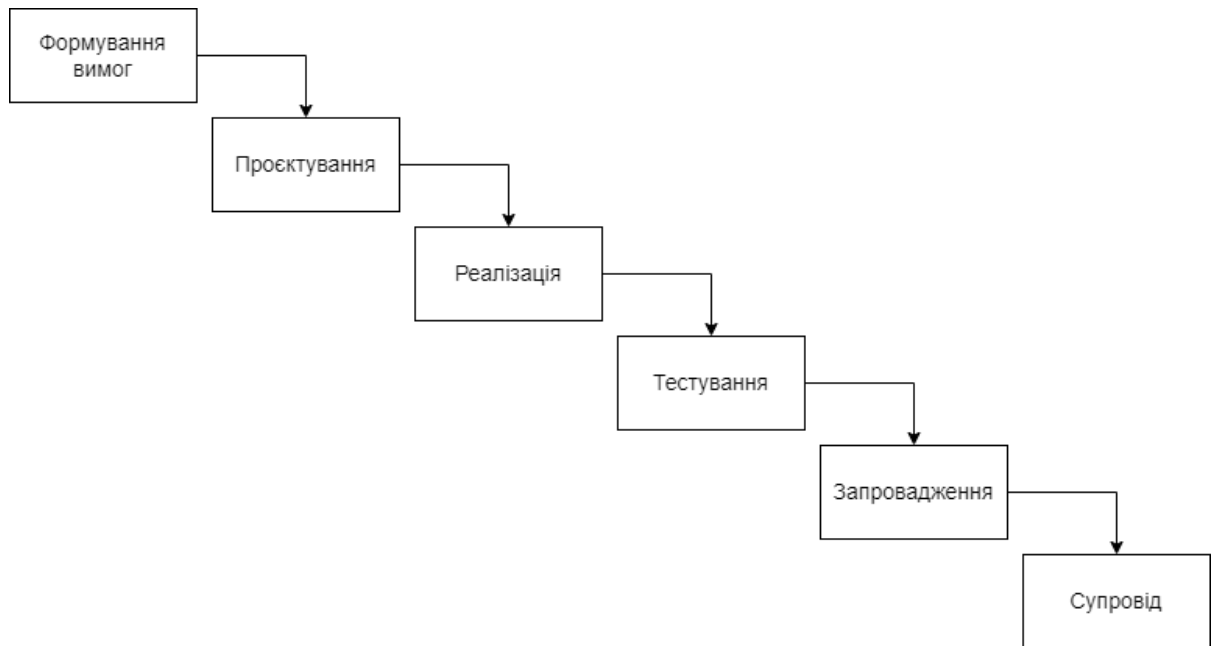 Формування
вимог
Проєктування
Реалізація
Тестування
Запровадження
Супровід